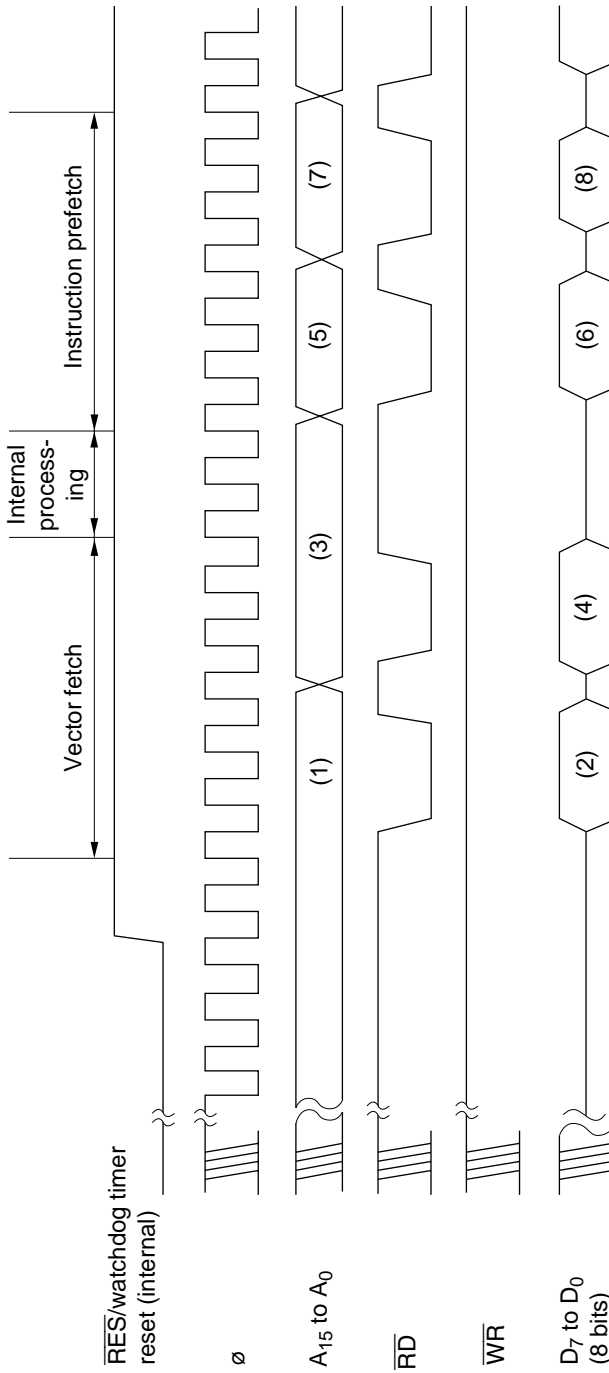 Vector fetch
Internal
process-
ing
Instruction prefetch
RES/watchdog timer
reset (internal)
ø
A15 to A0
(1)
(3)
(5)
(7)
RD
WR
D7 to D0
(8 bits)
(2)
(4)
(6)
(8)